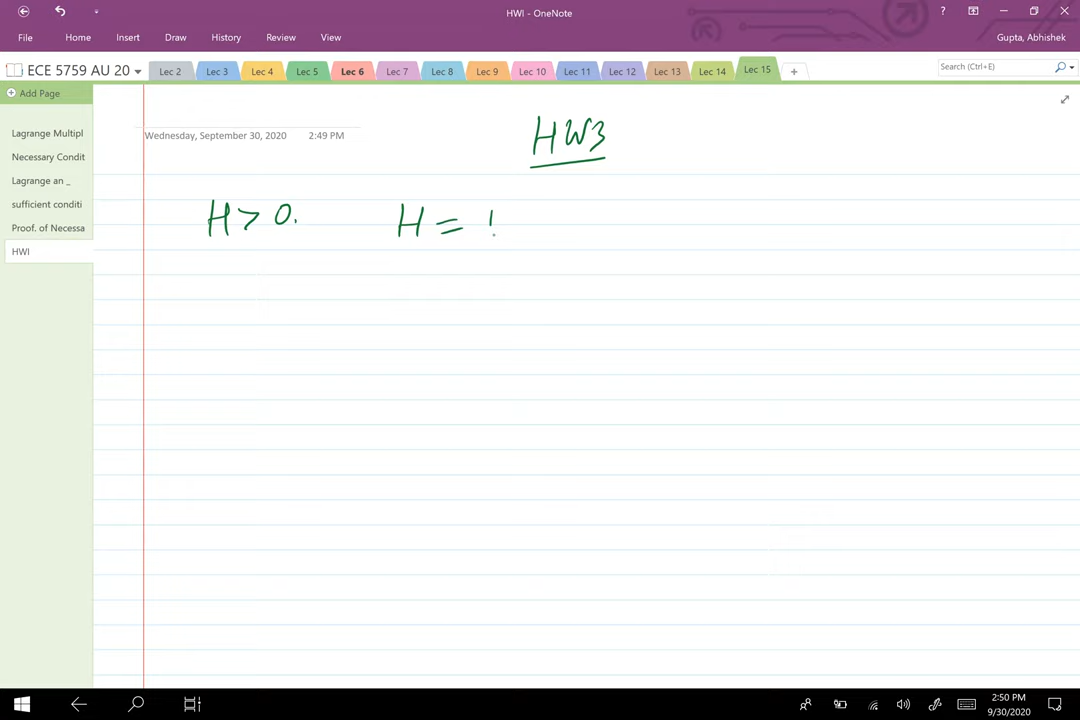 HWI - OneNote
File Home Insert Draw History Review View
Gupta, Abhishek
ECE 5759 AU 20
Lec 2 Lec 3 Lec 4 Lec 5 Lec 6 Lec 7 Lec 8 Lec 9 Lec 10 Lec 11 Lec 12 Lec 13 Lec 14 Lec 15
Search (Ctrl+E)
Add Page
Lagrange Multipl
Necessary Condit
Lagrange an _
sufficient conditi
Proof. of Necessa
HWI
Wednesday, September 30, 2020 2:49 PM
HW3
H > 0. H =
2:50 PM
9/30/2020